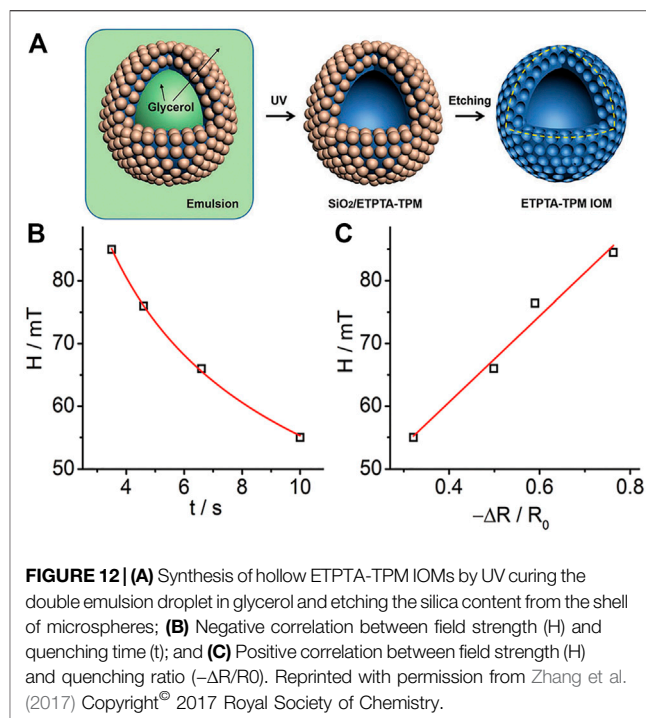 A
Glycerol
Emulsion
UV
SiO₂/ETPTA-TPM
Etching
ETPTA-TPM IOM
B
H / mT
80
70
60
50
4 6 8 10
t / s
C
H / mT
80
70
60
50
0.4 0.6 0.8
−ΔR / R₀
FIGURE 12 | (A) Synthesis of hollow ETPTA-TPM IOMs by UV curing the
double emulsion droplet in glycerol and etching the silica content from the shell
of microspheres; (B) Negative correlation between field strength (H) and
quenching time (t); and (C) Positive correlation between field strength (H)
and quenching ratio (−ΔR/R0). Reprinted with permission from Zhang et al.
(2017) Copyright© 2017 Royal Society of Chemistry.